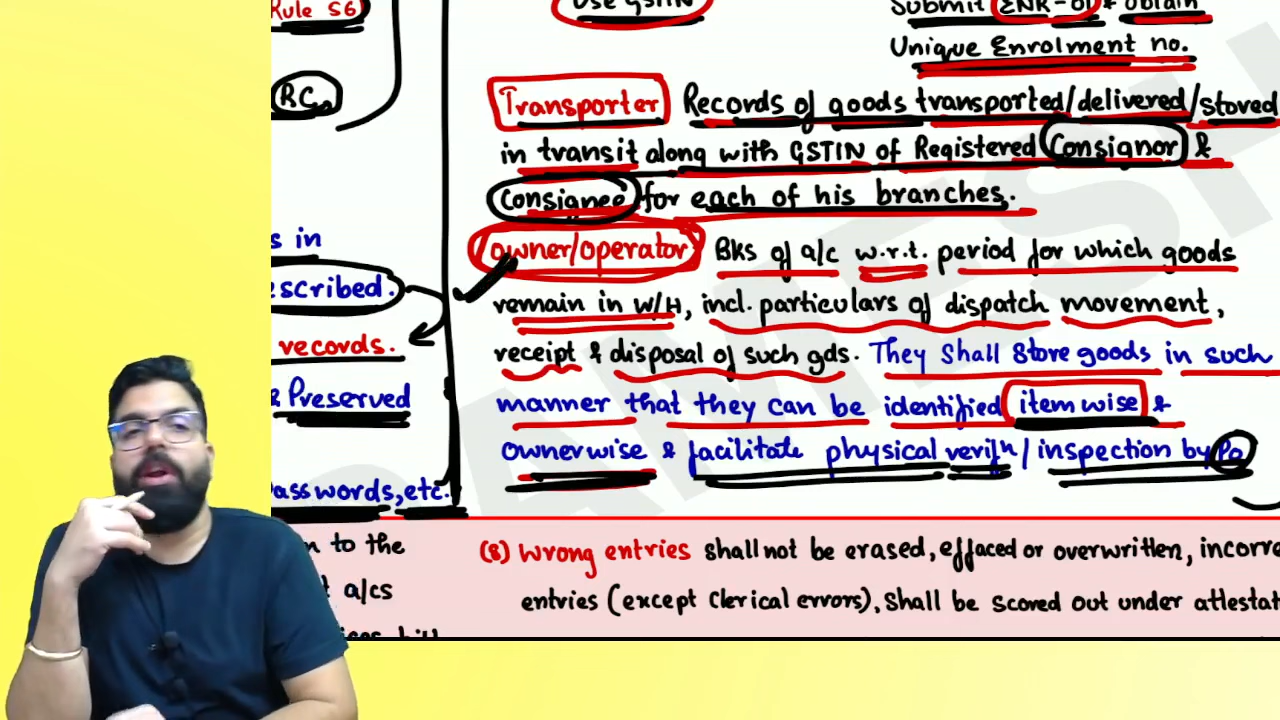 Rule 56
RC
s in
escribed.
records.
& Preserved
asswords, etc.
n to the
t a/cs
Use GSTIN
Submit ENR-01 & obtain
Unique Enrolment no.
Transporter Records of goods transported/delivered/stored
in transit along with GSTIN of Registered Consignor &
Consignee for each of his branches.
owner/operator Bks of a/c w.r.t. period for which goods
remain in W/H, incl. particulars of dispatch movement,
receipt & disposal of such gds. They Shall Store goods in such
manner that they can be identified itemwise &
Ownerwise & facilitate physical verifn/inspection by PO
(8) Wrong entries shall not be erased, effaced or overwritten, incorre
entries (except Clerical errors), Shall be scored out under attestat